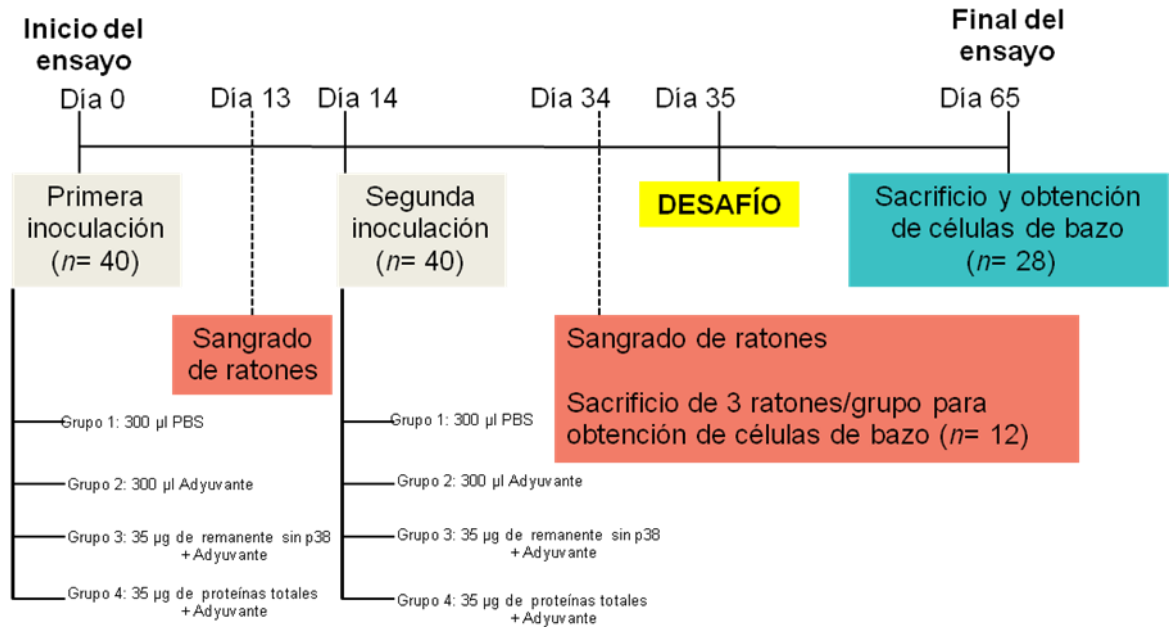 Inicio del
ensayo
Final del
ensayo
Día 0
Día 13
Día 14
Día 34
Día 35
Día 65
Primera
inoculación
(n= 40)
Segunda
inoculación
(n= 40)
DESAFÍO
Sacrificio y obtención
de células de bazo
(n= 28)
Sangrado
de ratones
Sangrado de ratones
Sacrificio de 3 ratones/grupo para
obtención de células de bazo (n= 12)
Grupo 1: 300 µl PBS
Grupo 2: 300 µl Adyuvante
Grupo 3: 35 µg de remanente sin p38
+Adyuvante
Grupo 4: 35 µg de proteínas totales
+Adyuvante
Grupo 1: 300 µl PBS
Grupo 2: 300 µl Adyuvante
Grupo 3: 35 µg de remanente sin p38
+Adyuvante
Grupo 4: 35 µg de proteínas totales
+Adyuvante